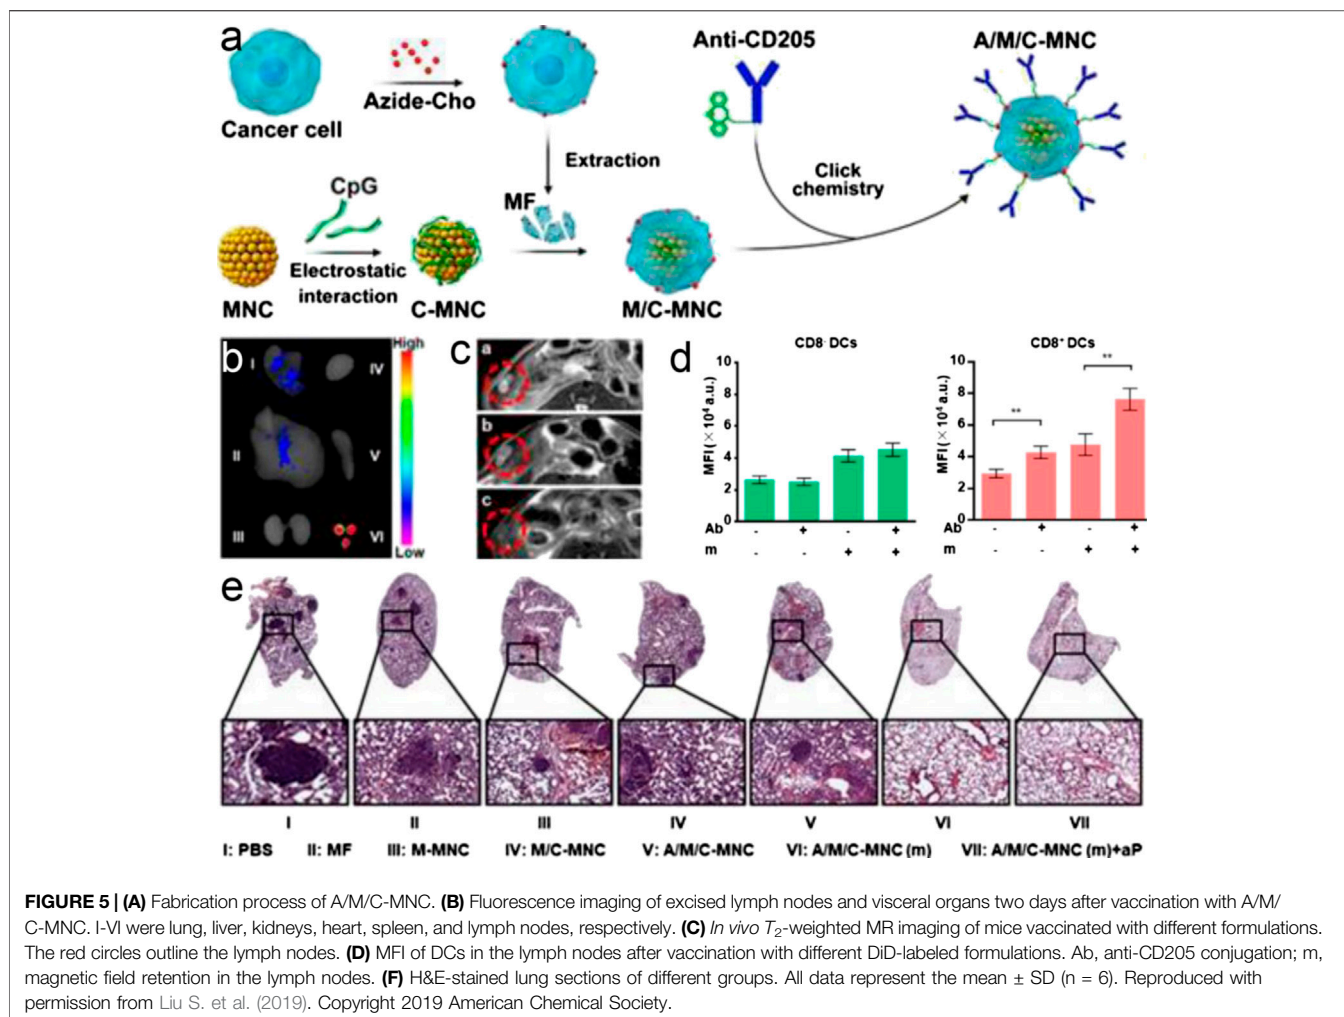 a
Anti-CD205
A/M/C-MNC
Azide-Cho
Cancer cell
Extraction
CpG
Click
chemistry
MF
Electrostatic
interaction
MNC
C-MNC
M/C-MNC
b
I
IV
II
V
III
VI
High
Low
c
a
b
c
d
CD8⁻ DCs
MFI (× 10⁴ a.u.)
10
8
6
4
2
0
Ab - + - +
m - - + +
CD8⁺ DCs
MFI (× 10⁴ a.u.)
10
8
6
4
2
0
**
**
- + - +
- - + +
e
I II III IV V VI VII
I: PBS II: MF III: M-MNC IV: M/C-MNC V: A/M/C-MNC VI: A/M/C-MNC (m) VII: A/M/C-MNC (m)+aP
FIGURE 5 | (A) Fabrication process of A/M/C-MNC. (B) Fluorescence imaging of excised lymph nodes and visceral organs two days after vaccination with A/M/
C-MNC. I-VI were lung, liver, kidneys, heart, spleen, and lymph nodes, respectively. (C) In vivo T₂-weighted MR imaging of mice vaccinated with different formulations.
The red circles outline the lymph nodes. (D) MFI of DCs in the lymph nodes after vaccination with different DiD-labeled formulations. Ab, anti-CD205 conjugation; m,
magnetic field retention in the lymph nodes. (F) H&E-stained lung sections of different groups. All data represent the mean ± SD (n = 6). Reproduced with
permission from Liu S. et al. (2019). Copyright 2019 American Chemical Society.